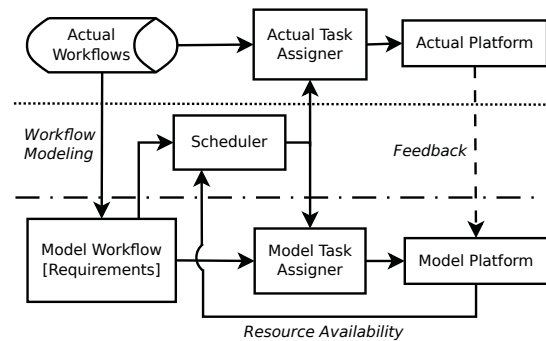 Actual
Workflows
Actual Task
Assigner
Actual Platform
Workflow
Modeling
Scheduler
Feedback
Model Workflow
[Requirements]
Model Task
Assigner
Model Platform
Resource Availability